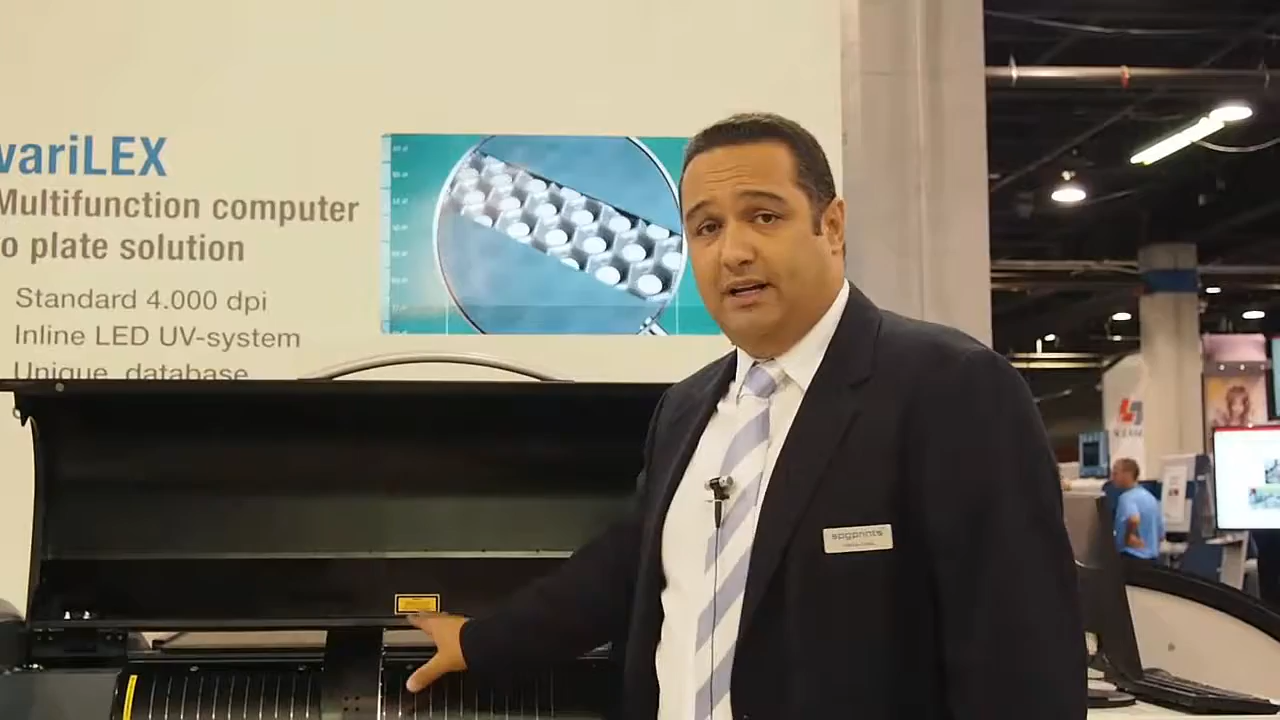 variLEX
Multifunction computer
o plate solution
Standard 4.000 dpi
Inline LED UV-system
Unique database
spgprints